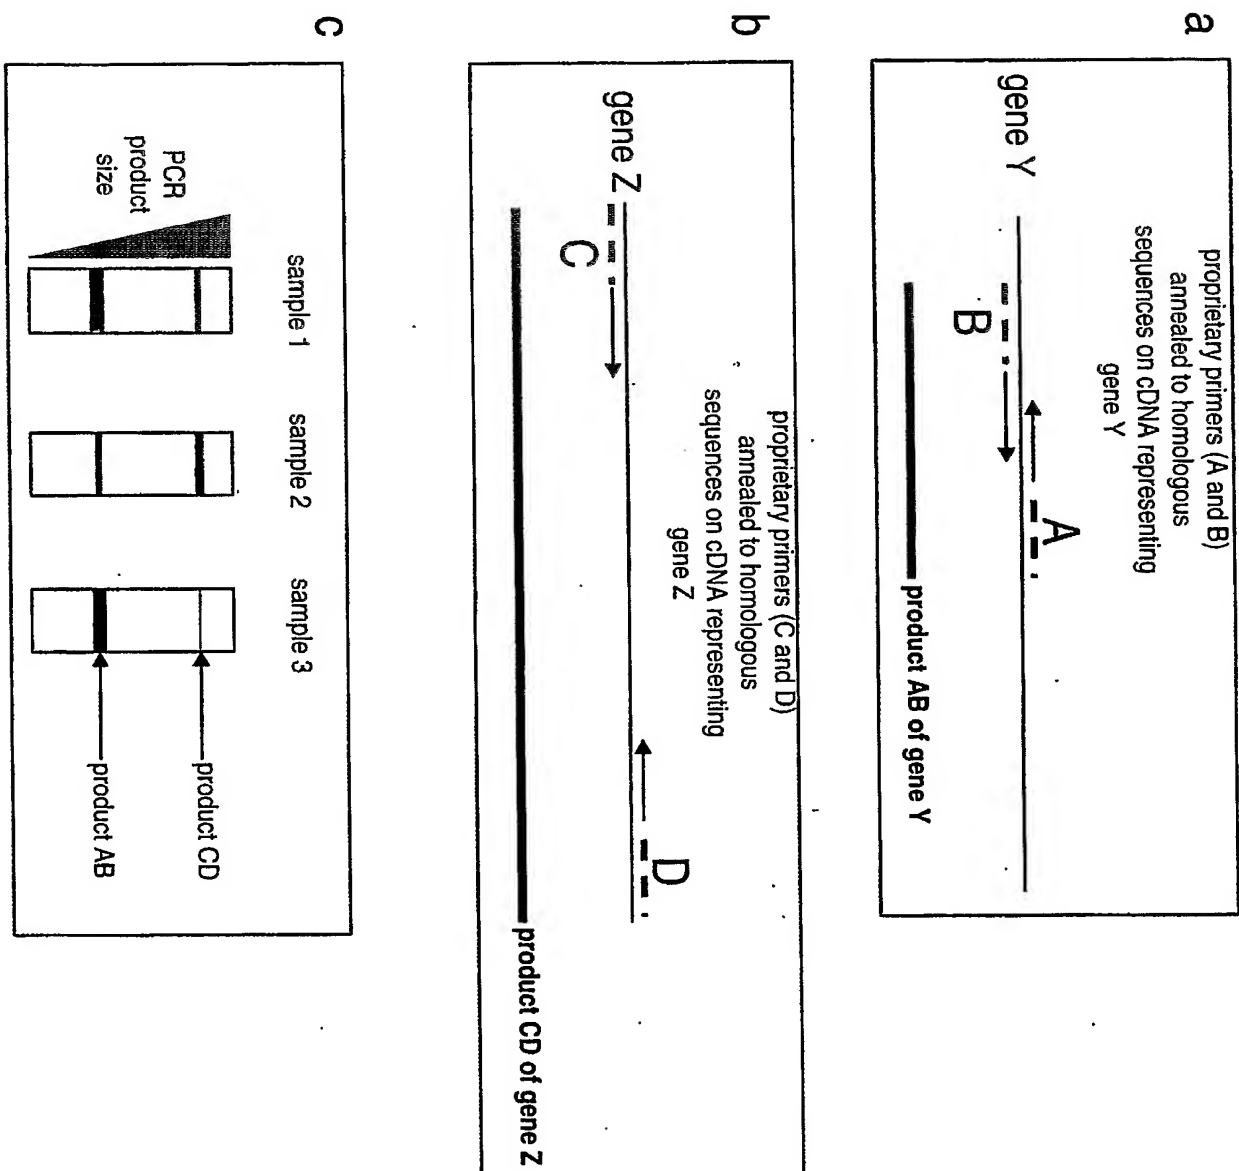 a
proprietary primers (A and B)
annealed to homologous
sequences on cDNA representing
gene Y
A
gene Y
B
product AB of gene Y
b
proprietary primers (C and D)
annealed to homologous
sequences on cDNA representing
gene Z
D
gene Z
C
product CD of gene Z
c
sample 1
sample 2
sample 3
PCR
product
size
product CD
product AB